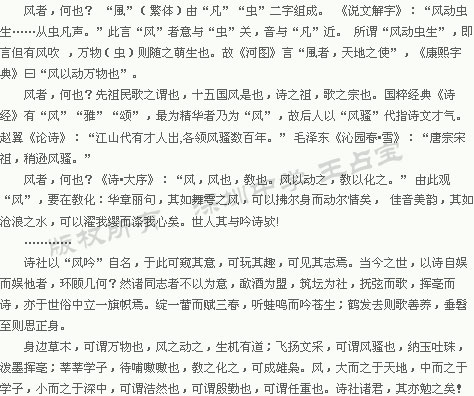 风者，何也？ “風”（繁体）由“凡”“虫”二字组成。 《说文解字》：“风动虫
生……从虫凡声。”此言“风”者意与“虫”关，音与“凡”近。 所谓“风动虫生”，即
言但有风吹 ，万物（虫）则随之萌生也。故《河图》言“風者，天地之使”，《康熙字
典》曰“风以动万物也”。
风者，何也？先祖民歌之谓也，十五国风是也，诗之祖，歌之宗也。国粹经典《诗
经》有“风”“雅”“颂”，最为精华者乃为“风”，故后人以“风骚”代指诗文才气。
赵翼《论诗》：“江山代有才人出,各领风骚数百年。” 毛泽东《沁园春·雪》：“唐宗宋
祖，稍逊风骚。”
风者，何也？《诗·大序》：“风，风也，教也。风以动之，教以化之。” 由此观
“风”，要在教化：华章丽句，其如舞雩之风，可以拂尔身而动尔情矣， 佳音美韵，其如
沧浪之水，可以濯我缨而涤我心矣。世人其与吟诗欤!
…………
诗社以“风吟”自名，于此可窥其意，可玩其趣，可见其志焉。当今之世，以诗自娱
而娱他者，环顾几何？然诸同志者不以为意，歃酒为盟，筑坛为社，抚弦而歌，挥毫而
诗，亦于世俗中立一旗帜焉。绽一蕾而赋三春，听蛙鸣而吟苍生；鹤发去则歌善养，垂髫
至则思正身。
身边草木，可谓万物也，风之动之，生机有道；飞扬文采，可谓风骚也，纳玉吐珠，
泼墨挥毫；莘莘学子，待哺嗷嗷也，教之化之，可成雄枭。风，大而之于天地，中而之于
学子，小而之于深中，可谓浩然也，可谓殷勤也，可谓任重也。诗社诸君，其亦勉之矣！
版权所有 深圳中学 王占宝